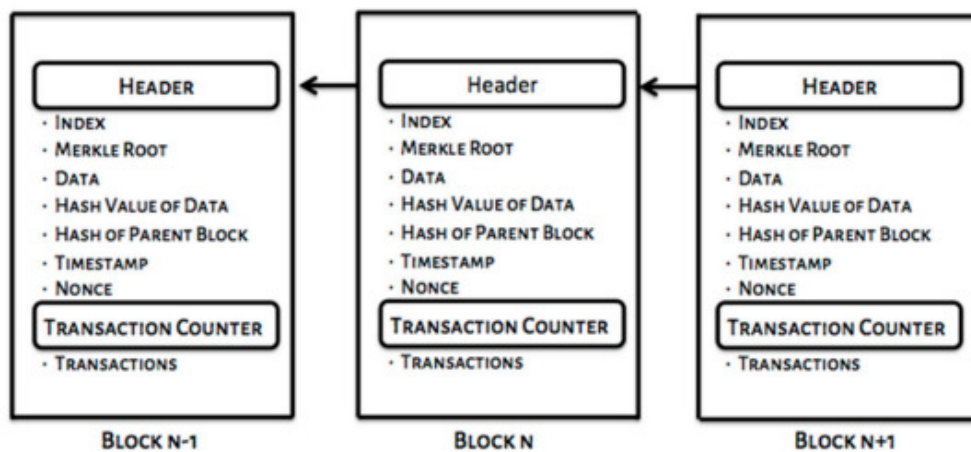 HEADER
· INDEX
· MERKLE ROOT
· DATA
· HASH VALUE OF DATA
· HASH OF PARENT BLOCK
· TIMESTAMP
· NONCE
TRANSACTION COUNTER
· TRANSACTIONS
BLOCK N-1
Header
· INDEX
· MERKLE ROOT
· DATA
· HASH VALUE OF DATA
· HASH OF PARENT BLOCK
· TIMESTAMP
· NONCE
TRANSACTION COUNTER
· TRANSACTIONS
BLOCK N
HEADER
· INDEX
· MERKLE ROOT
· DATA
· HASH VALUE OF DATA
· HASH OF PARENT BLOCK
· TIMESTAMP
· NONCE
TRANSACTION COUNTER
· TRANSACTIONS
BLOCK N+1